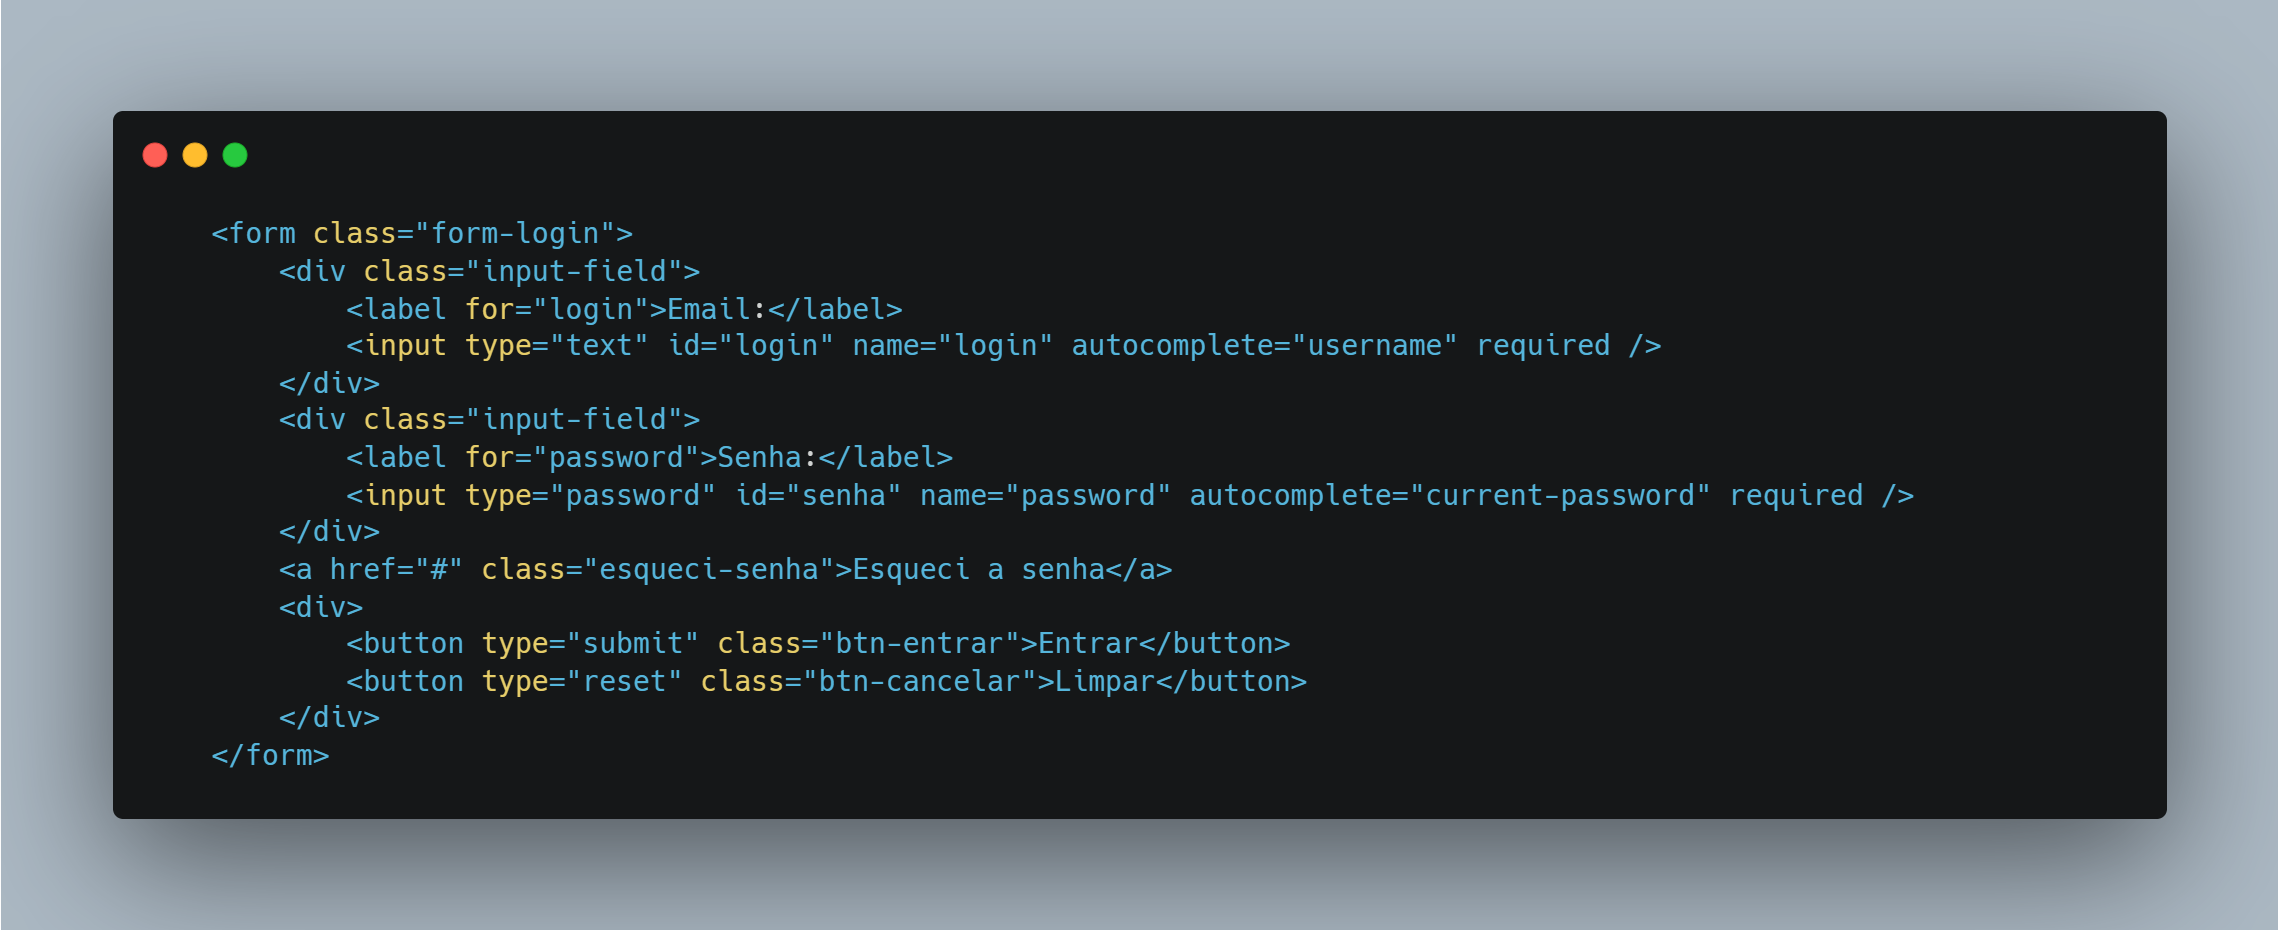 <form class="form-login">
    <div class="input-field">
        <label for="login">Email:</label>
        <input type="text" id="login" name="login" autocomplete="username" required />
    </div>
    <div class="input-field">
        <label for="password">Senha:</label>
        <input type="password" id="senha" name="password" autocomplete="current-password" required />
    </div>
    <a href="#" class="esqueci-senha">Esqueci a senha</a>
    <div>
        <button type="submit" class="btn-entrar">Entrar</button>
        <button type="reset" class="btn-cancelar">Limpar</button>
    </div>
</form>